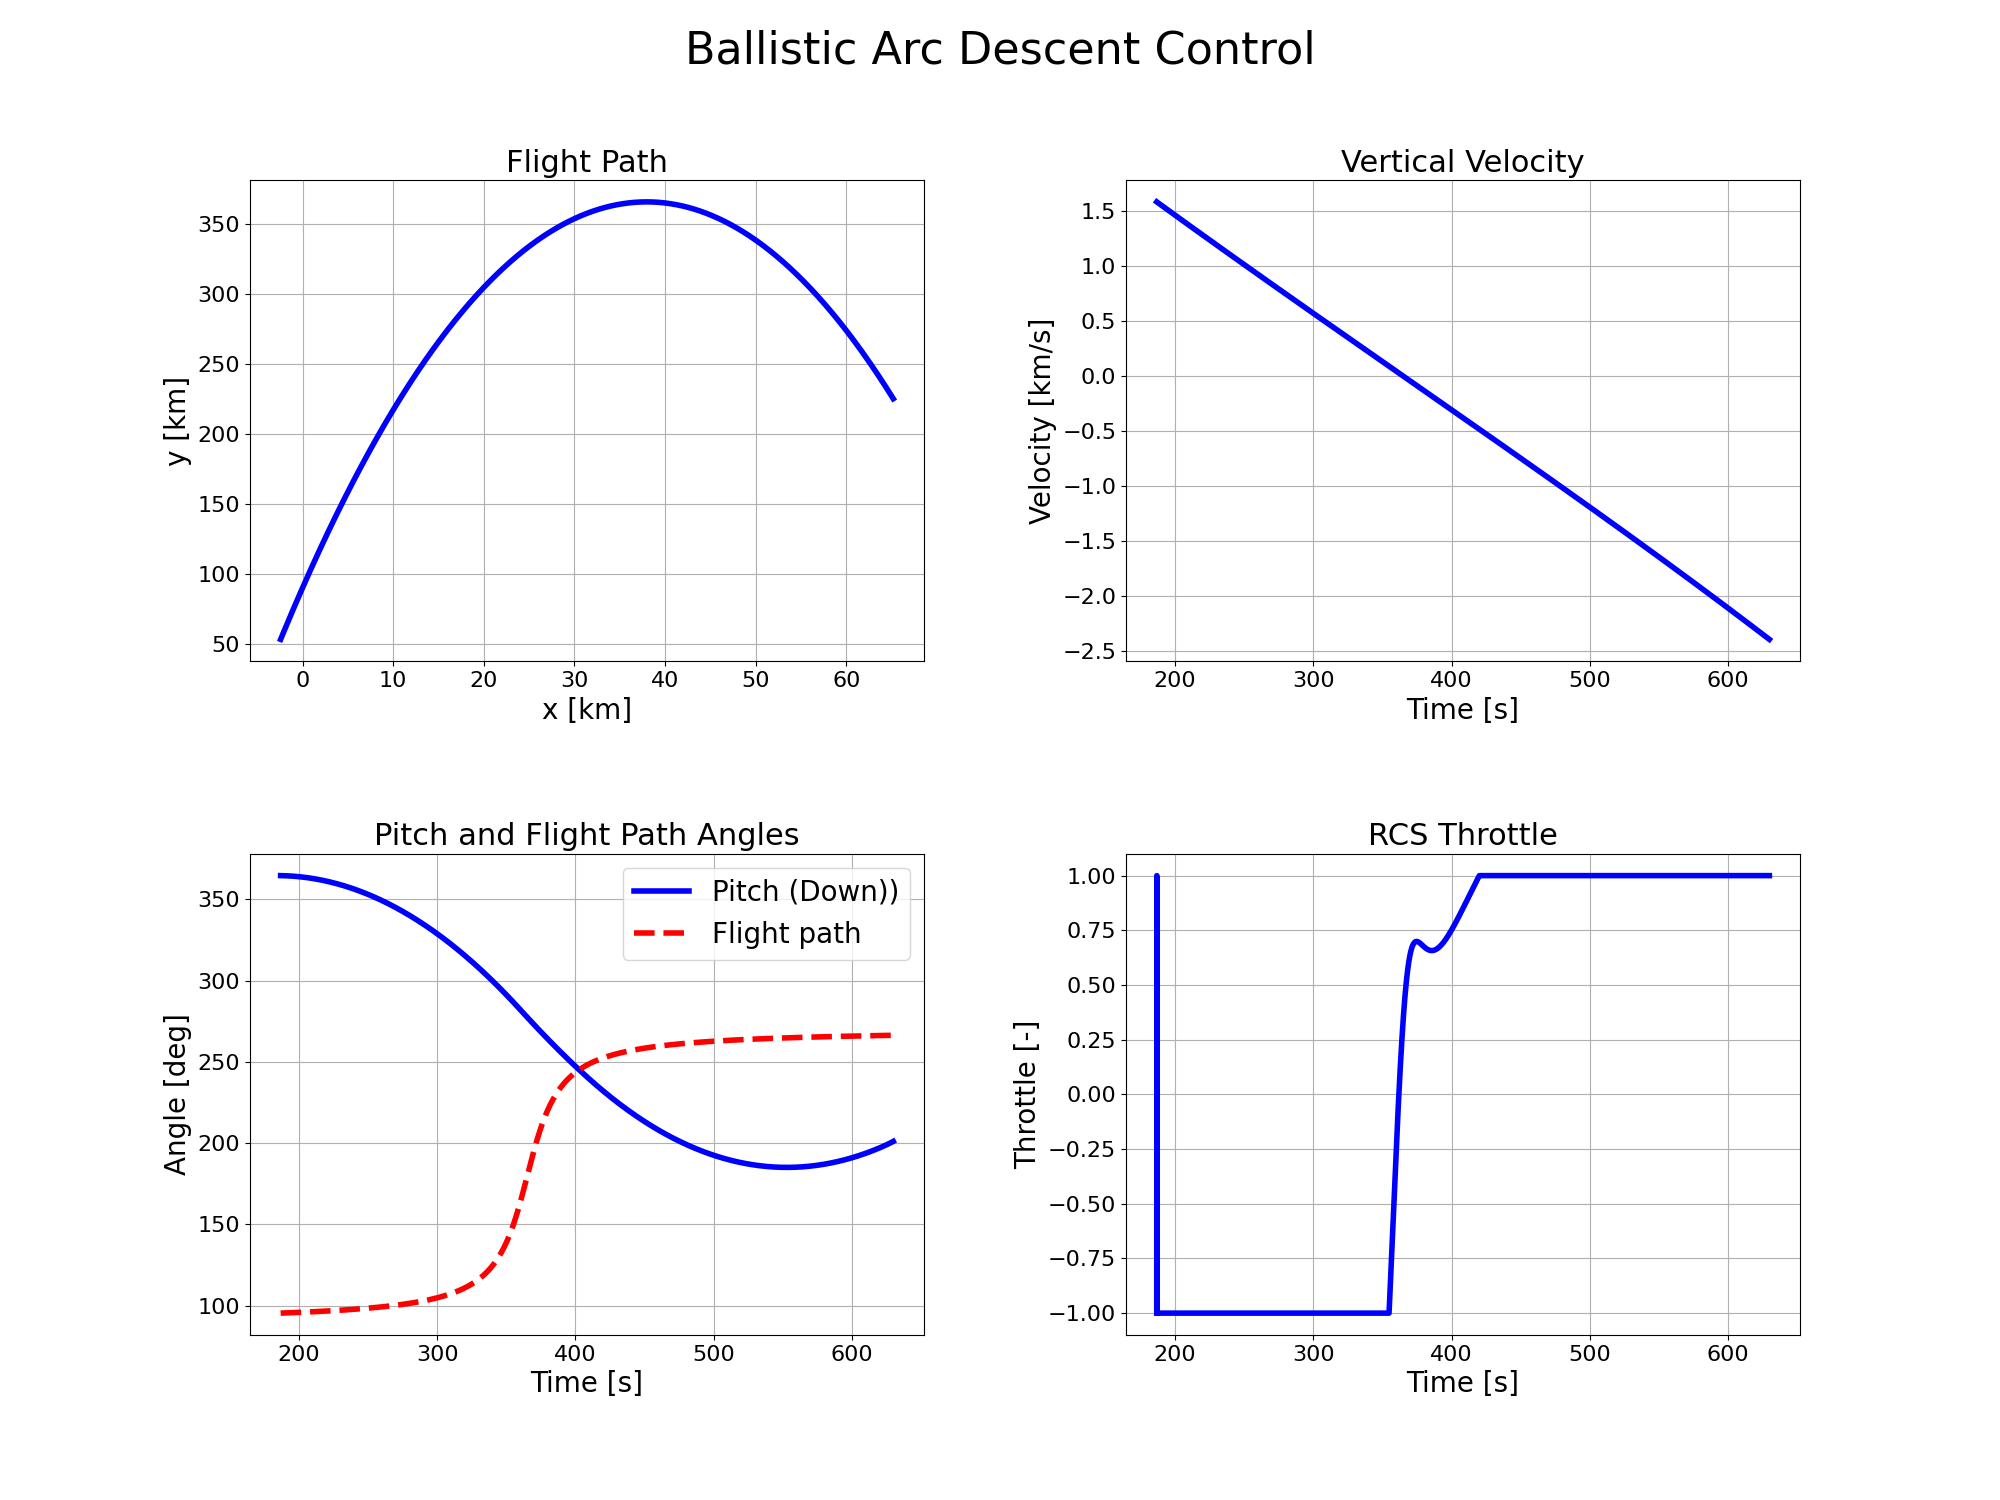 Ballistic Arc Descent Control
Flight Path
350
300
250
200
150
100
50
y [km]
0 10 20 30 40 50 60
x [km]
Vertical Velocity
1.5
1.0
0.5
0.0
−0.5
−1.0
−1.5
−2.0
−2.5
Velocity [km/s]
200 300 400 500 600
Time [s]
Pitch and Flight Path Angles
Pitch (Down))
Flight path
350
300
250
200
150
100
Angle [deg]
200 300 400 500 600
Time [s]
RCS Throttle
1.00
0.75
0.50
0.25
0.00
−0.25
−0.50
−0.75
−1.00
Throttle [-]
200 300 400 500 600
Time [s]